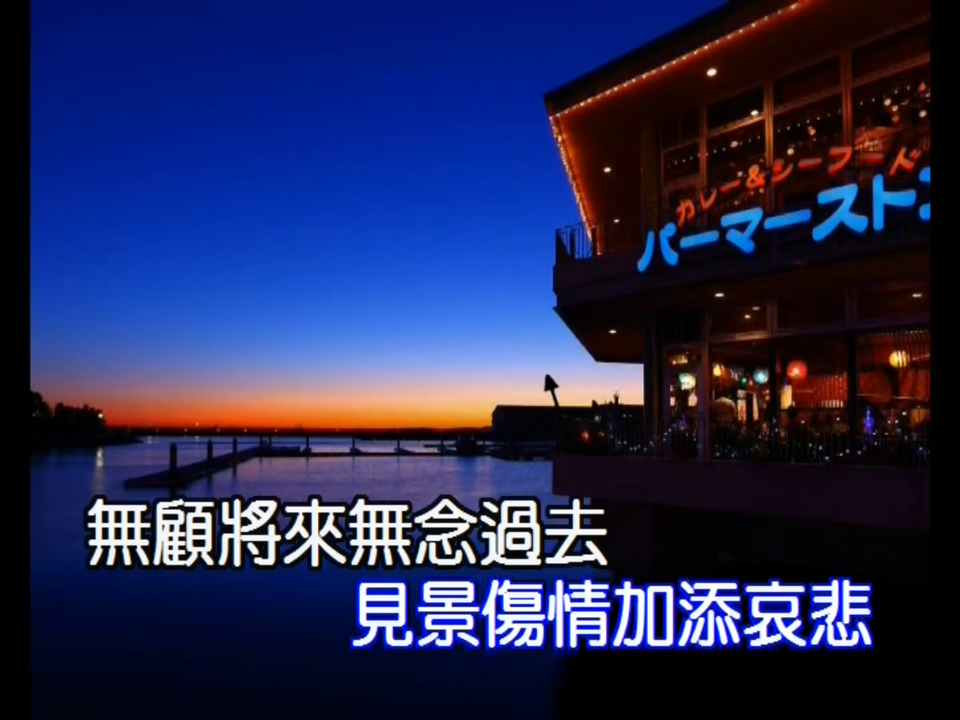 カレー&シーフード
パーマーストン
無顧將來無念過去
見景傷情加添哀悲